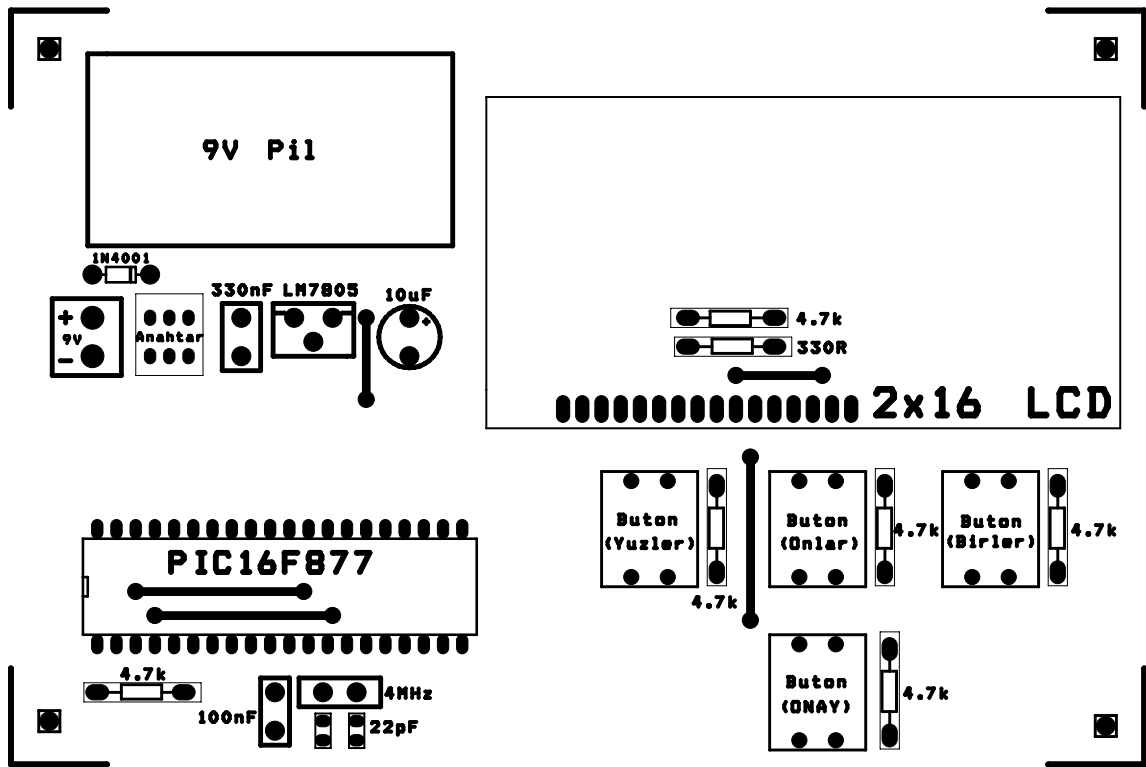 9V Pil
1N4001
330nF LM7805
10uF
+
9V
-
Anahtar
+
4.7k
330R
2x16 LCD
Buton
(Yuzler)
4.7k
Buton
(Onlar)
4.7k
Buton
(Birler)
4.7k
PIC16F877
4.7k
100nF
4MHz
22pF
Buton
(ONAY)
4.7k